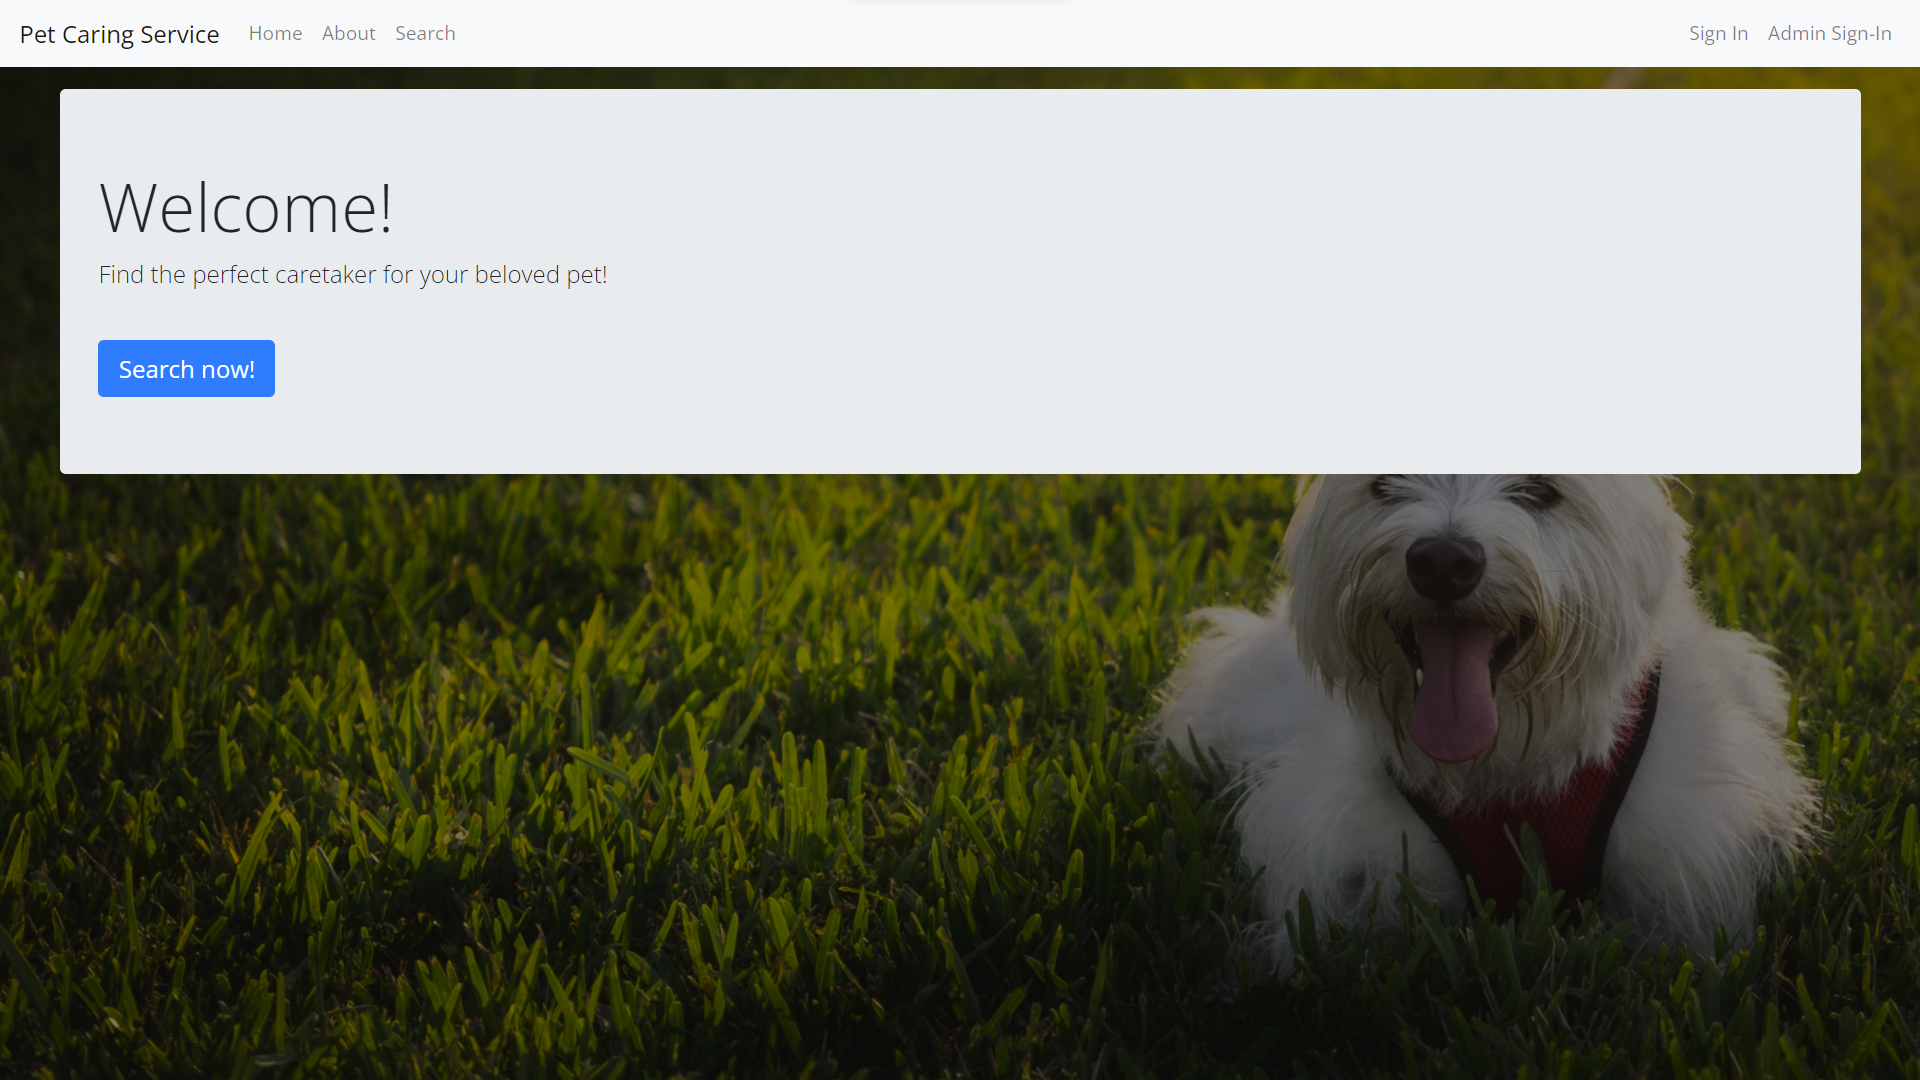 Pet Caring Service Home About Search Sign In Admin Sign-In
Welcome!
Find the perfect caretaker for your beloved pet!
Search now!